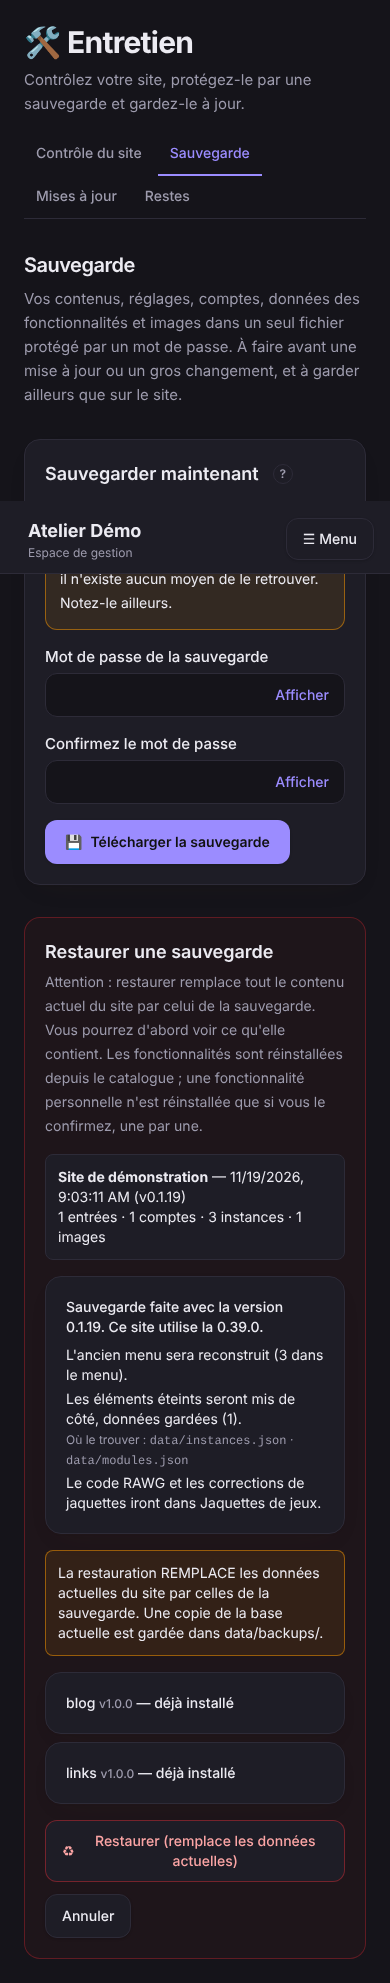 🛠️ Entretien
Contrôlez votre site, protégez-le par une
sauvegarde et gardez-le à jour.
Contrôle du site
Sauvegarde
Mises à jour
Restes
Sauvegarde
Vos contenus, réglages, comptes, données des
fonctionnalités et images dans un seul fichier
protégé par un mot de passe. À faire avant une
mise à jour ou un gros changement, et à garder
ailleurs que sur le site.
Sauvegarder maintenant ?
Atelier Démo
Espace de gestion
☰ Menu
il n'existe aucun moyen de le retrouver.
Notez-le ailleurs.
Mot de passe de la sauvegarde
Afficher
Confirmez le mot de passe
Afficher
💾 Télécharger la sauvegarde
Restaurer une sauvegarde
Attention : restaurer remplace tout le contenu
actuel du site par celui de la sauvegarde.
Vous pourrez d'abord voir ce qu'elle
contient. Les fonctionnalités sont réinstallées
depuis le catalogue ; une fonctionnalité
personnelle n'est réinstallée que si vous le
confirmez, une par une.
Site de démonstration — 11/19/2026,
9:03:11 AM (v0.1.19)
1 entrées · 1 comptes · 3 instances · 1
images
Sauvegarde faite avec la version
0.1.19. Ce site utilise la 0.39.0.
L'ancien menu sera reconstruit (3 dans
le menu).
Les éléments éteints seront mis de
côté, données gardées (1).
Où le trouver : data/instances.json ·
data/modules.json
Le code RAWG et les corrections de
jaquettes iront dans Jaquettes de jeux.
La restauration REMPLACE les données
actuelles du site par celles de la
sauvegarde. Une copie de la base
actuelle est gardée dans data/backups/.
blog v1.0.0 — déjà installé
links v1.0.0 — déjà installé
♻ Restaurer (remplace les données
actuelles)
Annuler